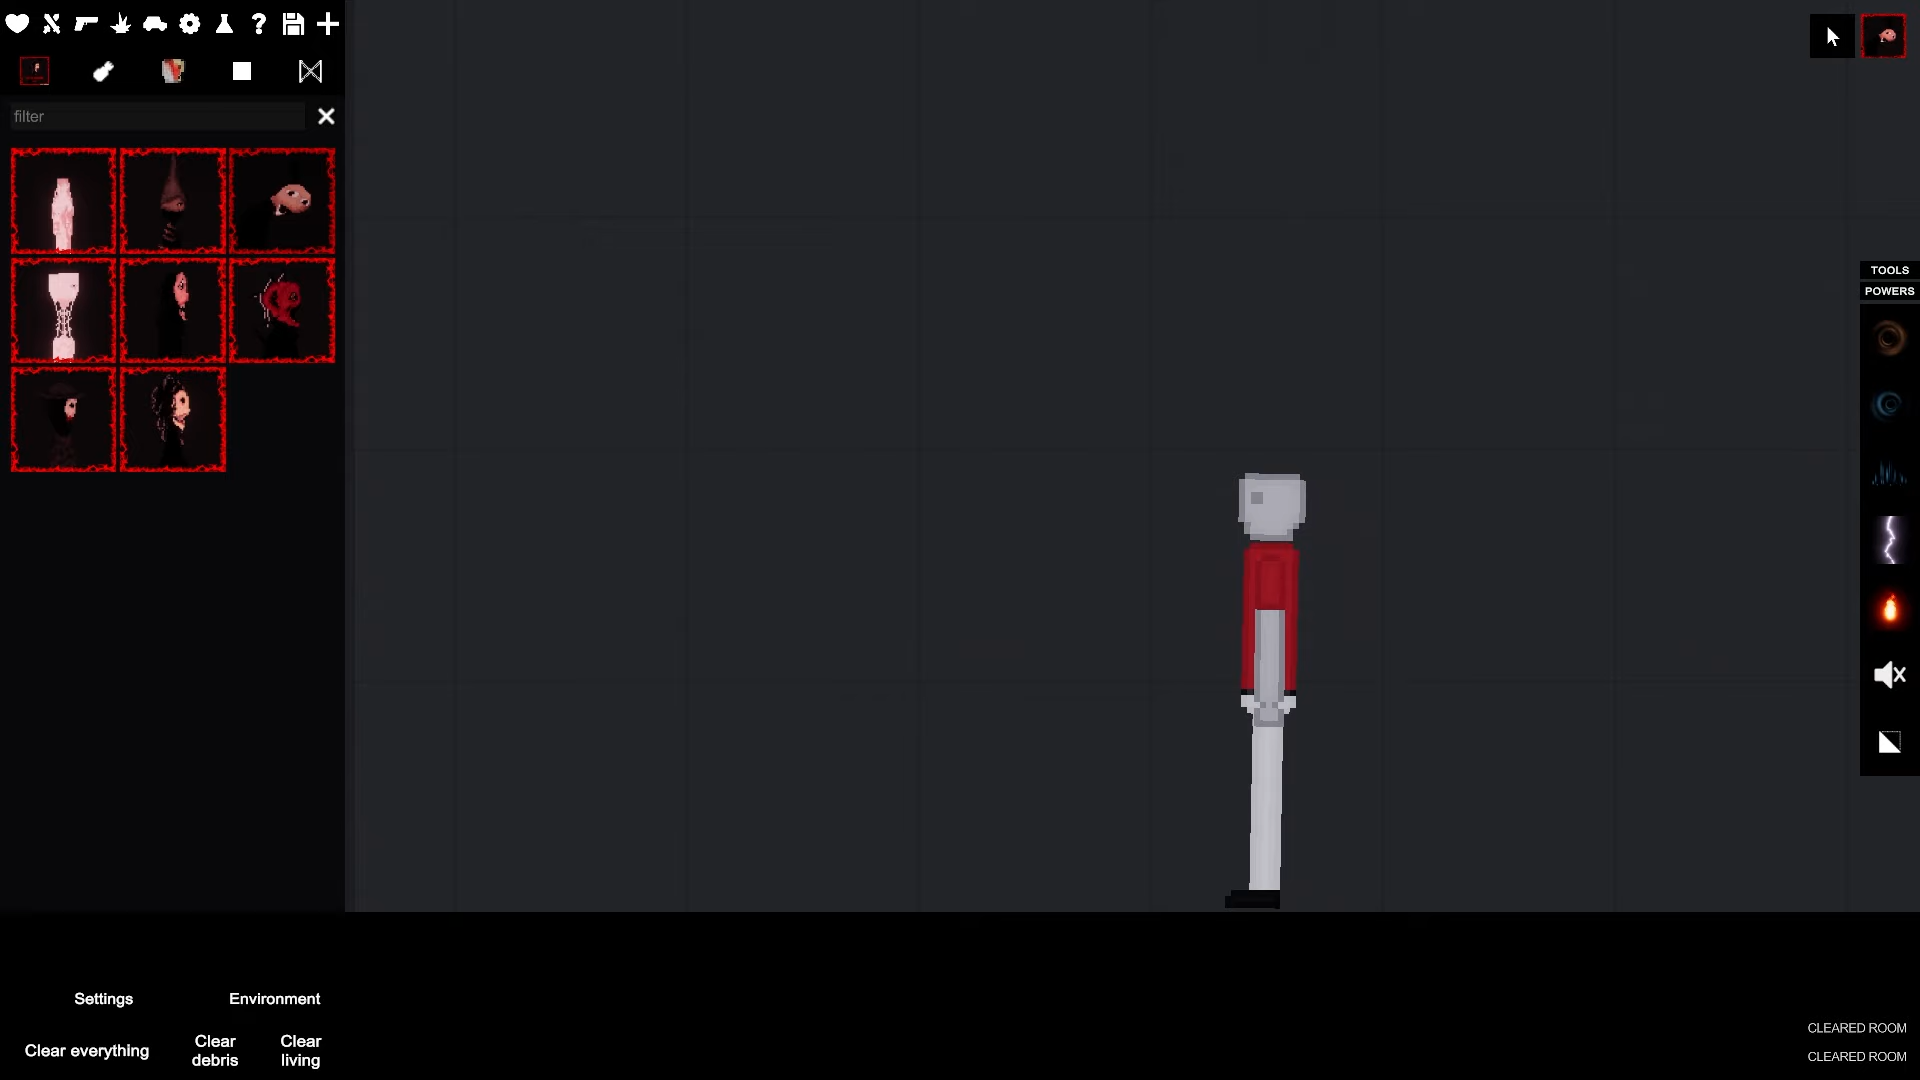 filter
TOOLS
POWERS
Settings
Environment
Clear everything
Clear
debris
Clear
living
CLEARED ROOM
CLEARED ROOM